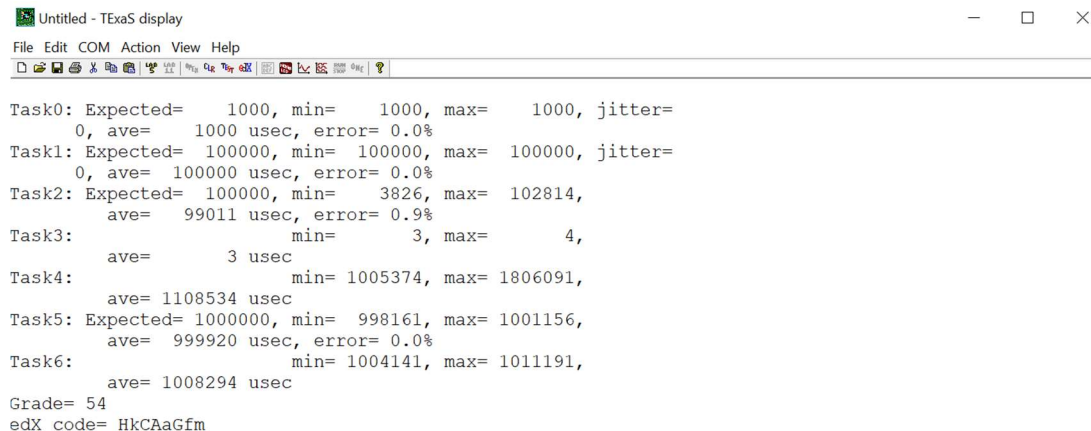 Untitled - TExaS display
File Edit COM Action View Help
Task0: Expected= 1000, min= 1000, max= 1000, jitter=
0, ave= 1000 usec, error= 0.0%
Task1: Expected= 100000, min= 100000, max= 100000, jitter=
0, ave= 100000 usec, error= 0.0%
Task2: Expected= 100000, min= 3826, max= 102814,
ave= 99011 usec, error= 0.9%
Task3: min= 3, max= 4,
ave= 3 usec
Task4: min= 1005374, max= 1806091,
ave= 1108534 usec
Task5: Expected= 1000000, min= 998161, max= 1001156,
ave= 999920 usec, error= 0.0%
Task6: min= 1004141, max= 1011191,
ave= 1008294 usec
Grade= 54
edX code= HkCAaGfm